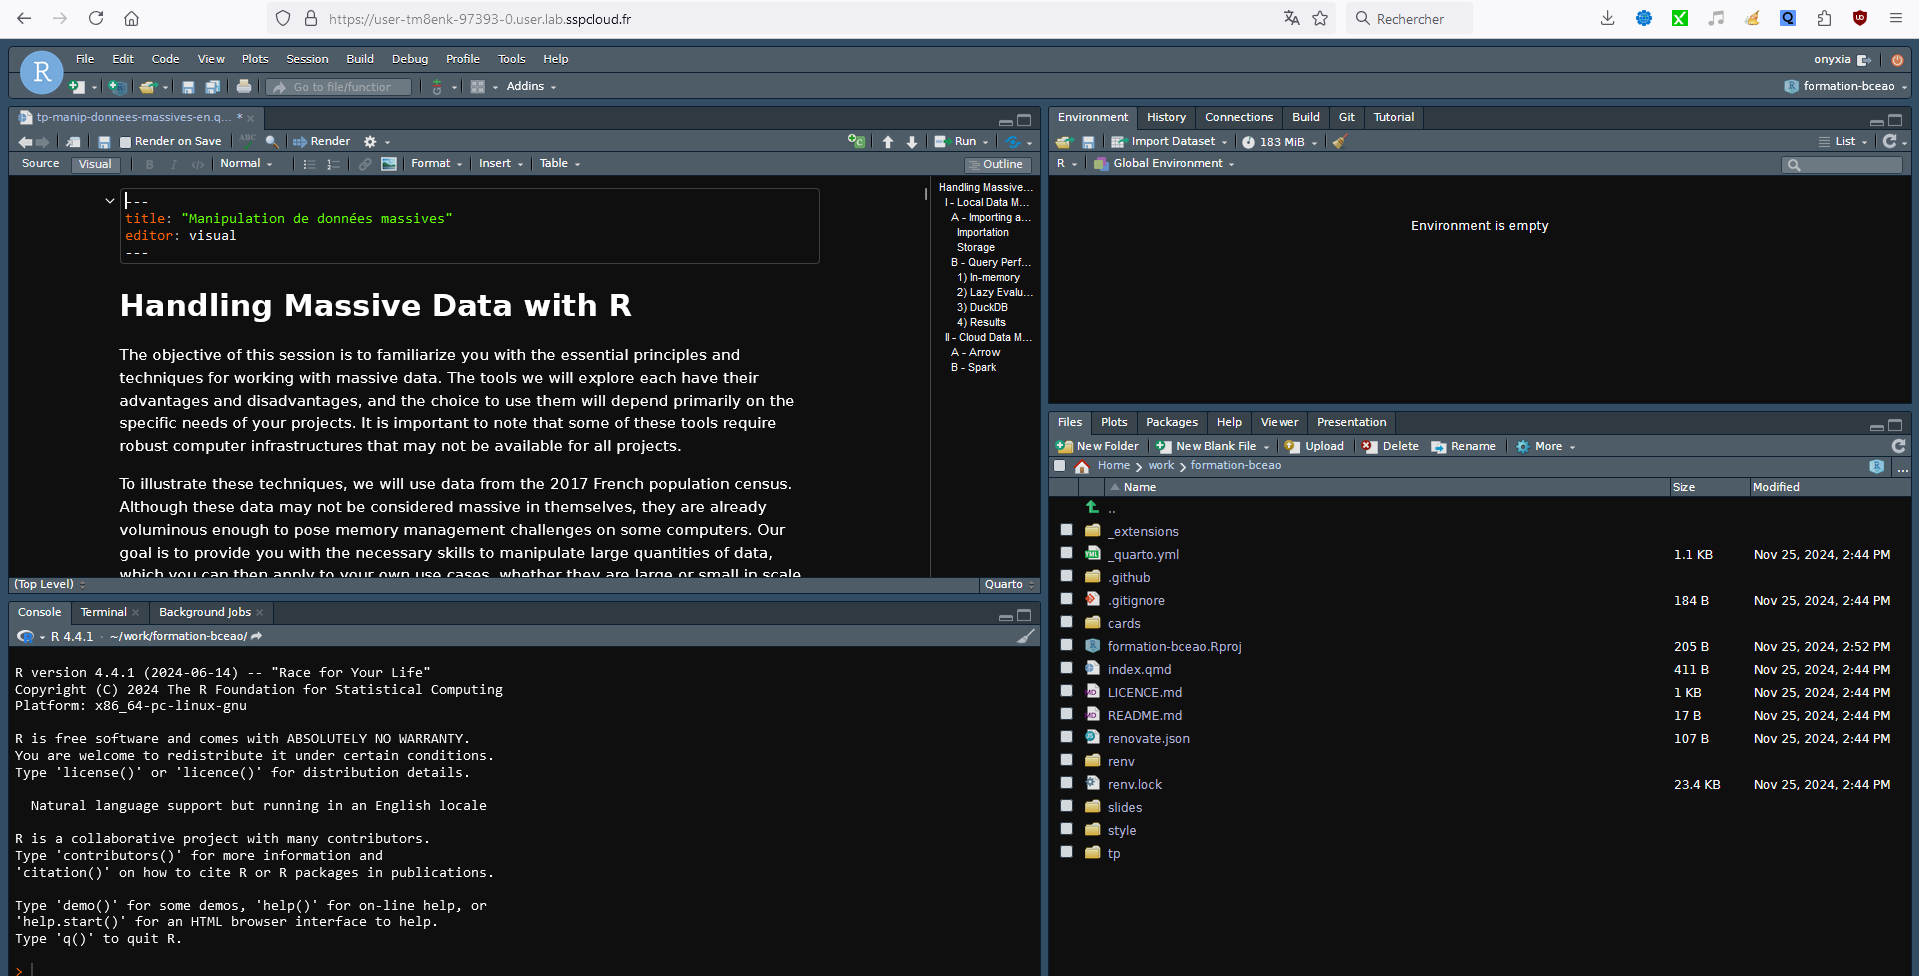 https://user-tm8enk-97393-0.user.lab.sspcloud.fr
Rechercher
File Edit Code View Plots Session Build Debug Profile Tools Help
onyxia
Go to file/function
Addins
formation-bceao
tp-manip-donnees-massives-en.q... *
Render on Save
ABC
Render
Run
Source Visual
B I </> Normal
Format Insert Table
Outline
---
title: "Manipulation de données massives"
editor: visual
---
Handling Massive Data with R
The objective of this session is to familiarize you with the essential principles and
techniques for working with massive data. The tools we will explore each have their
advantages and disadvantages, and the choice to use them will depend primarily on the
specific needs of your projects. It is important to note that some of these tools require
robust computer infrastructures that may not be available for all projects.
To illustrate these techniques, we will use data from the 2017 French population census.
Although these data may not be considered massive in themselves, they are already
voluminous enough to pose memory management challenges on some computers. Our
goal is to provide you with the necessary skills to manipulate large quantities of data,
which you can then apply to your own use cases, whether they are large or small in scale
Handling Massive...
I - Local Data M...
A - Importing a...
Importation
Storage
B - Query Perf...
1) In-memory
2) Lazy Evalu...
3) DuckDB
4) Results
II - Cloud Data M...
A - Arrow
B - Spark
(Top Level)
Quarto
Console Terminal Background Jobs
R 4.4.1 · ~/work/formation-bceao/
R version 4.4.1 (2024-06-14) -- "Race for Your Life"
Copyright (C) 2024 The R Foundation for Statistical Computing
Platform: x86_64-pc-linux-gnu
R is free software and comes with ABSOLUTELY NO WARRANTY.
You are welcome to redistribute it under certain conditions.
Type 'license()' or 'licence()' for distribution details.
Natural language support but running in an English locale
R is a collaborative project with many contributors.
Type 'contributors()' for more information and
'citation()' on how to cite R or R packages in publications.
Type 'demo()' for some demos, 'help()' for on-line help, or
'help.start()' for an HTML browser interface to help.
Type 'q()' to quit R.
>
Environment History Connections Build Git Tutorial
Import Dataset 183 MiB
List
R Global Environment
Environment is empty
Files Plots Packages Help Viewer Presentation
New Folder New Blank File Upload Delete Rename More
Home work formation-bceao
...
Name Size Modified
..
_extensions
_quarto.yml 1.1 KB Nov 25, 2024, 2:44 PM
.github
.gitignore 184 B Nov 25, 2024, 2:44 PM
cards
formation-bceao.Rproj 205 B Nov 25, 2024, 2:52 PM
index.qmd 411 B Nov 25, 2024, 2:44 PM
LICENCE.md 1 KB Nov 25, 2024, 2:44 PM
README.md 17 B Nov 25, 2024, 2:44 PM
renovate.json 107 B Nov 25, 2024, 2:44 PM
renv
renv.lock 23.4 KB Nov 25, 2024, 2:44 PM
slides
style
tp